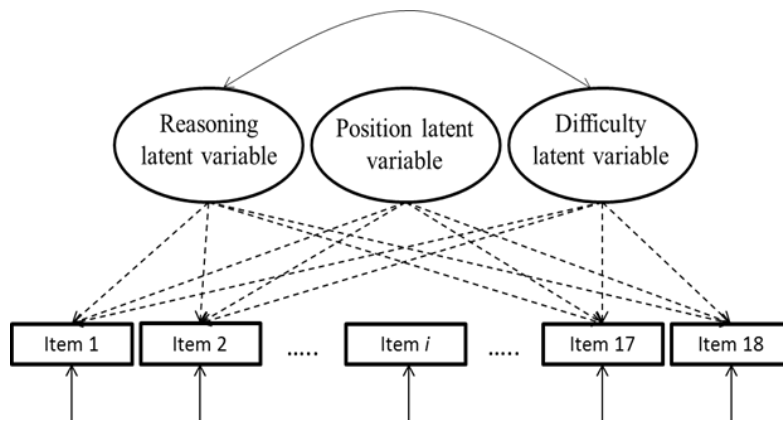 Reasoning
latent variable
Position latent
variable
Difficulty
latent variable
Item 1
Item 2
.....
Item i
.....
Item 17
Item 18